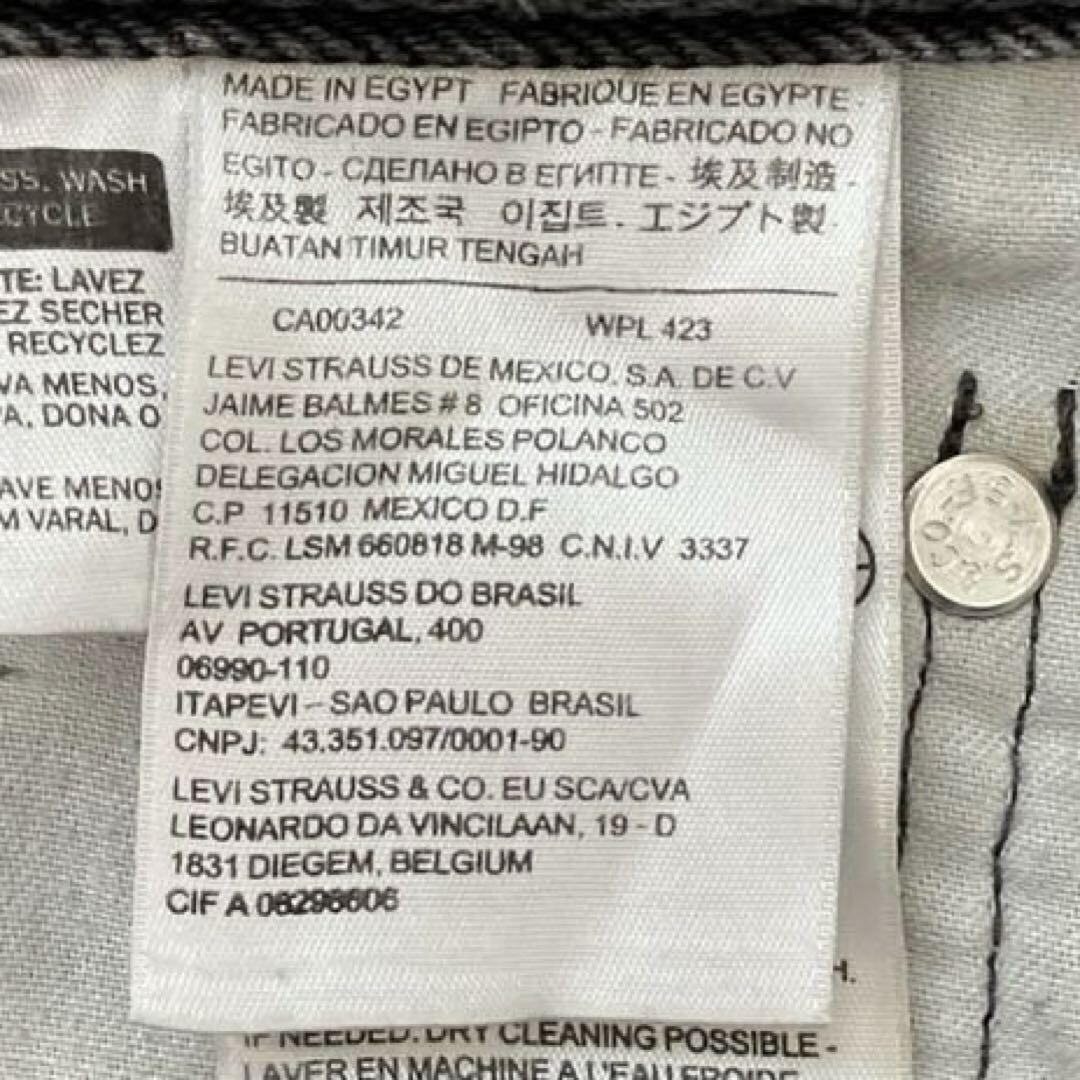 MADE IN EGYPT FABRIQUE EN EGYPTE -
FABRICADO EN EGIPTO - FABRICADO NO
EGITO - СДЕЛАНО В ЕГИПТЕ - 埃及制造 -
埃及製 제조국 이집트 . エジプト製 .
BUATAN TIMUR TENGAH
CA00342 WPL 423
LEVI STRAUSS DE MEXICO, S.A. DE C.V
JAIME BALMES # 8 OFICINA 502
COL. LOS MORALES POLANCO
DELEGACION MIGUEL HIDALGO
C.P 11510 MEXICO D.F
R.F.C. LSM 660818 M-98 C.N.I.V 3337
LEVI STRAUSS DO BRASIL
AV PORTUGAL, 400
06990-110
ITAPEVI – SAO PAULO BRASIL
CNPJ: 43.351.097/0001-90
LEVI STRAUSS & CO. EU SCA/CVA
LEONARDO DA VINCILAAN, 19 - D
1831 DIEGEM, BELGIUM
CIF A 08298606
WASH
TE: LAVEZ
EZ SECHER
RECYCLEZ
VA MENOS,
A, DONA O
AVE MENOS
M VARAL, D
H.
IF NEEDED. DRY CLEANING POSSIBLE -
LAVER EN MACHINE A L'EAU FROIDE